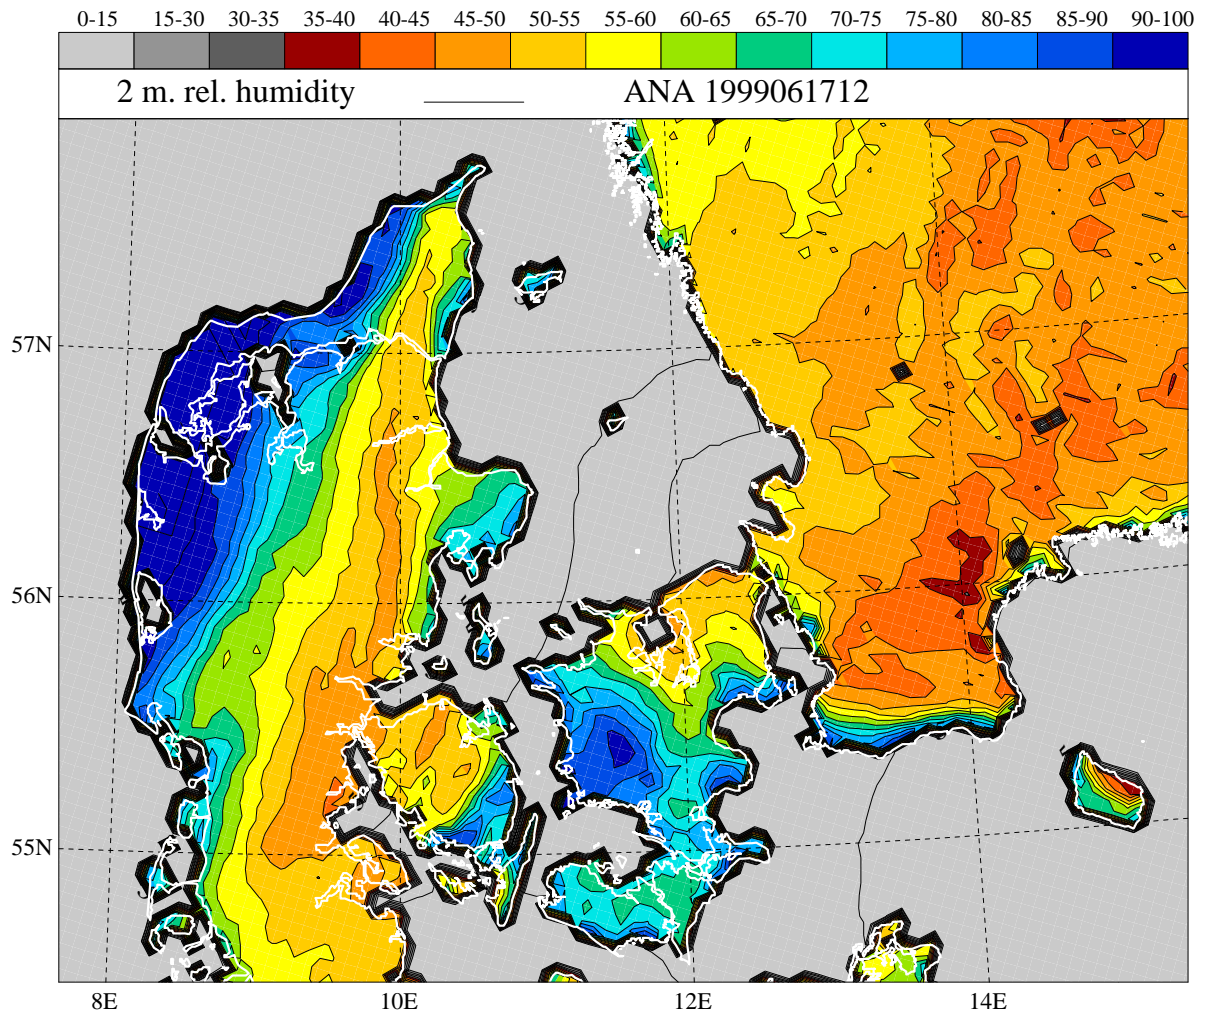 0-15 15-30 30-35 35-40 40-45 45-50 50-55 55-60 60-65 65-70 70-75 75-80 80-85 85-90 90-100
2 m. rel. humidity ANA 1999061712
57N
56N
55N
8E 10E 12E 14E